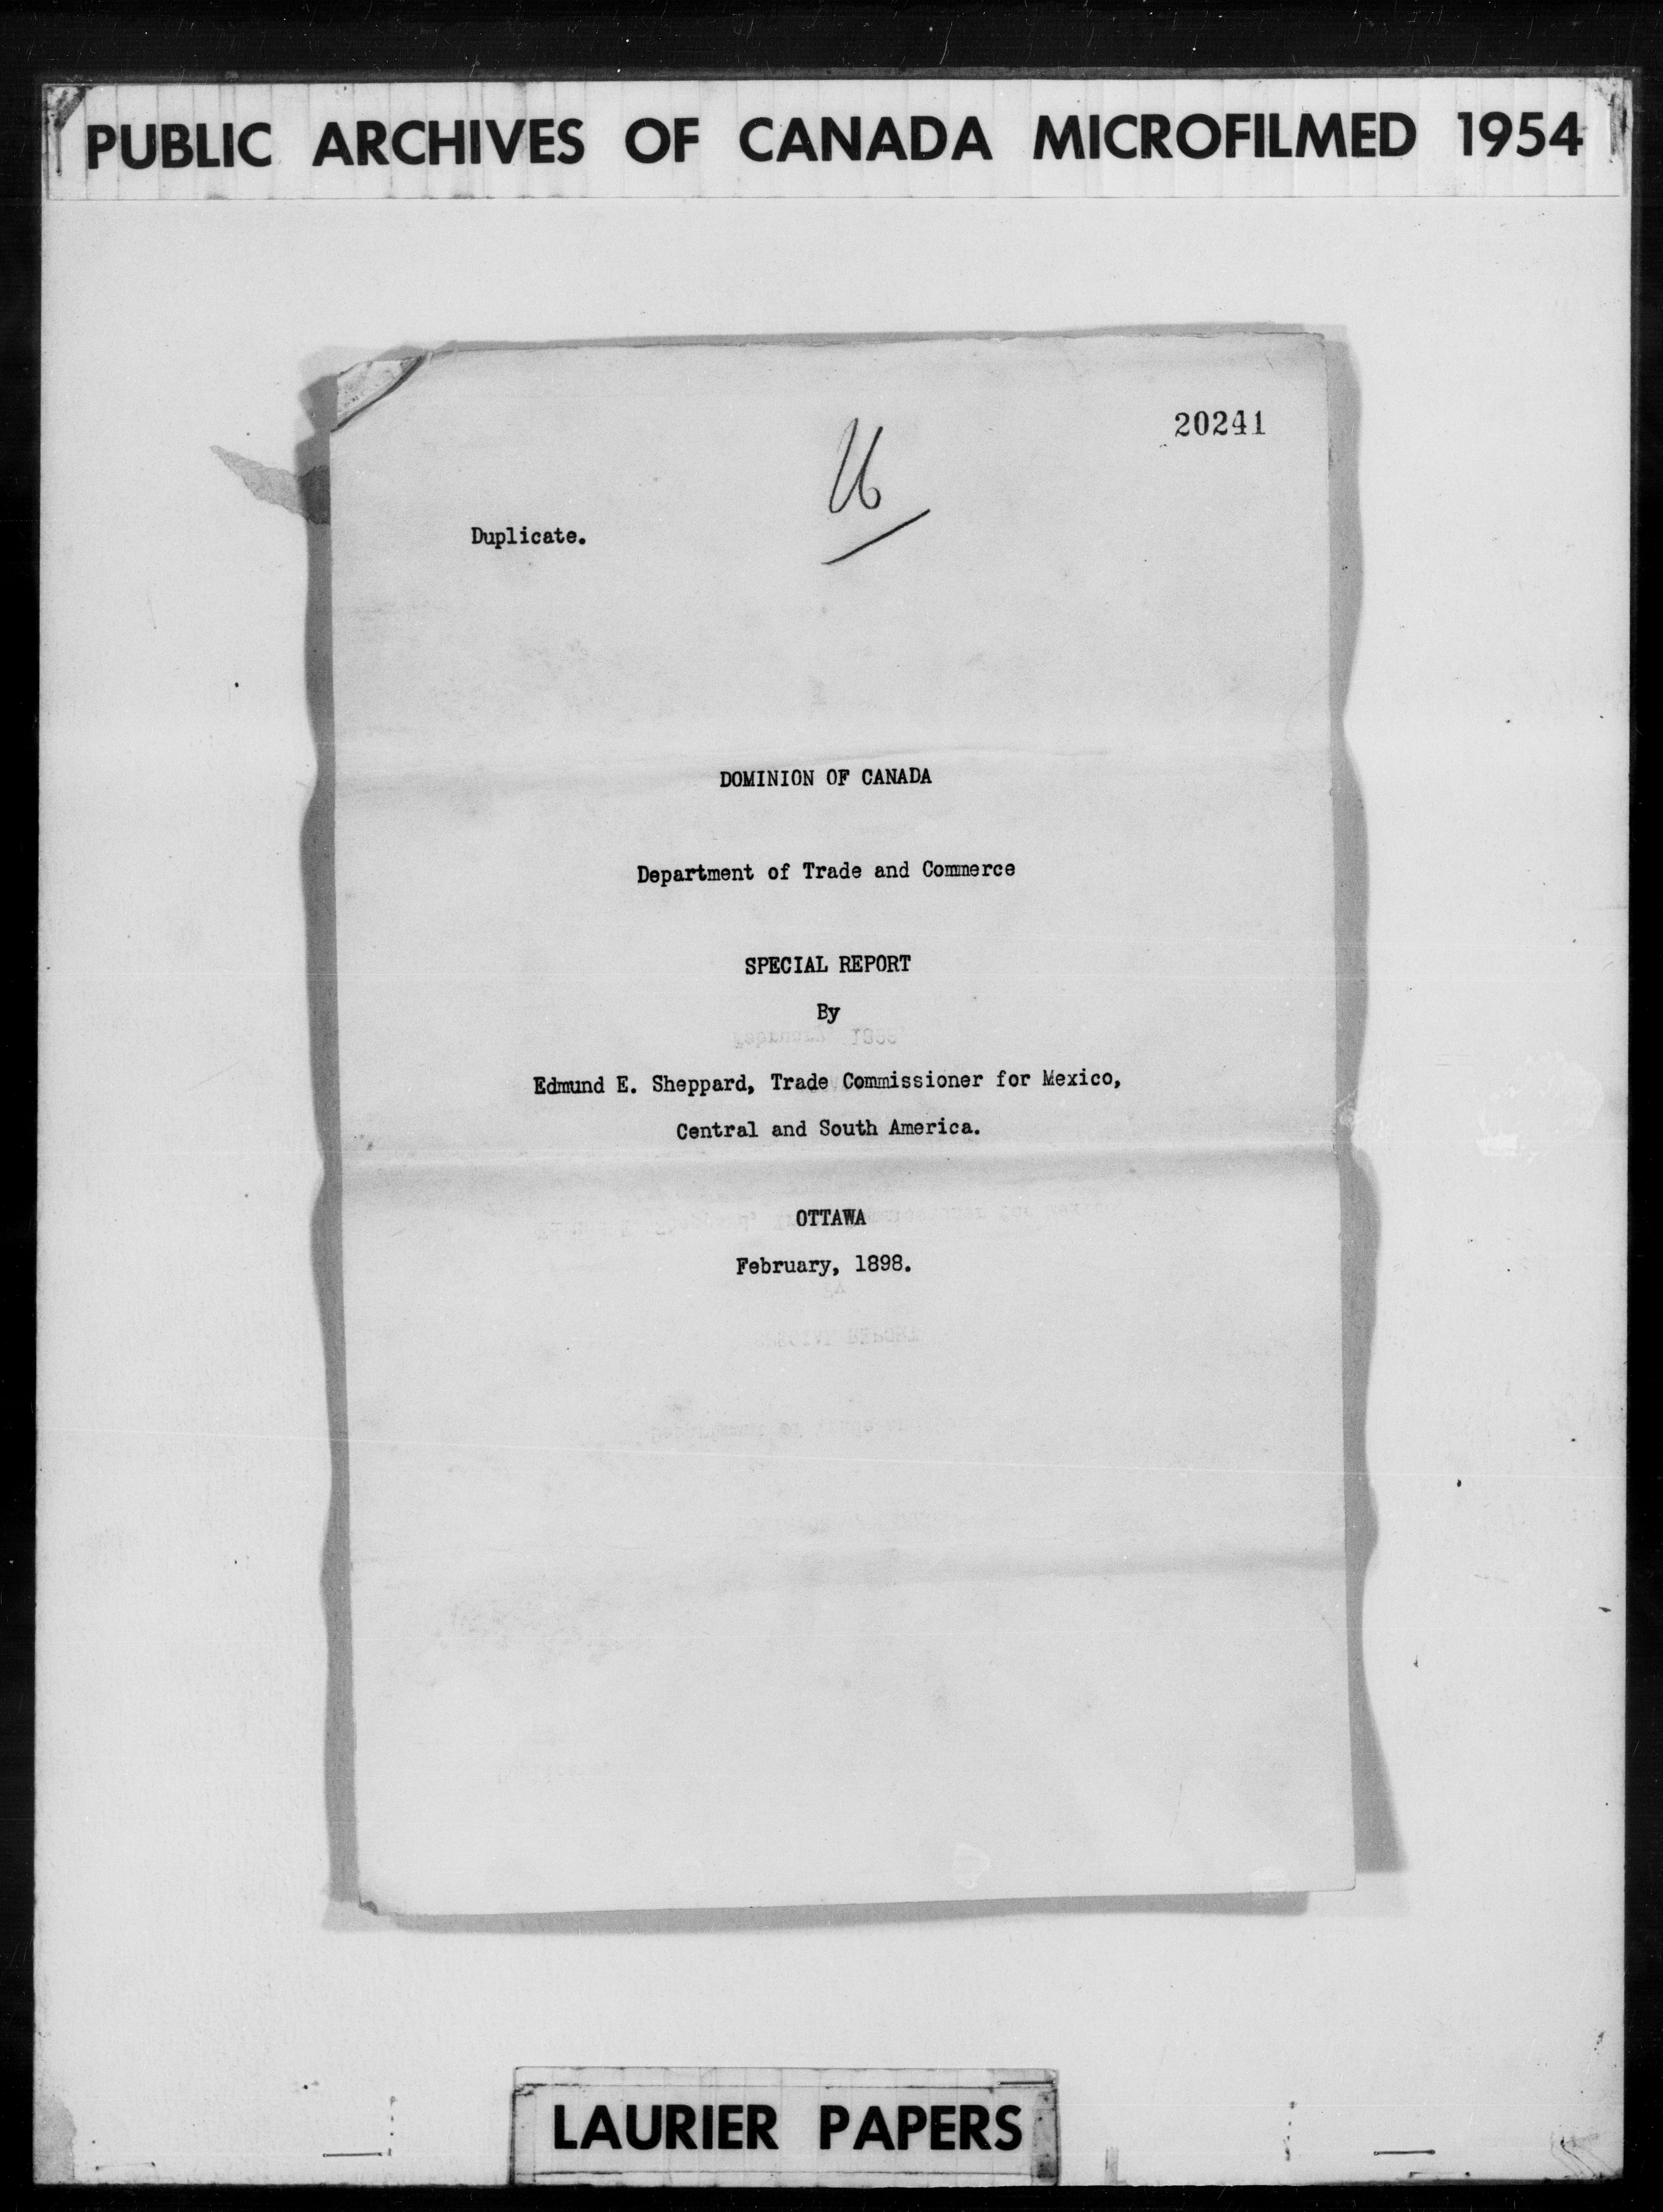 PUBLIC ARCHIVES OF CANADA MICROFILMED 1954
20241
Duplicate.
DOMINION OF CANADA
Department of Trade and Commerce
SPECIAL REPORT
By
Edmund E. Sheppard, Trade Commissioner for Mexico,
Central and South America.
OTTAWA
February, 1898.
LAURIER PAPERS